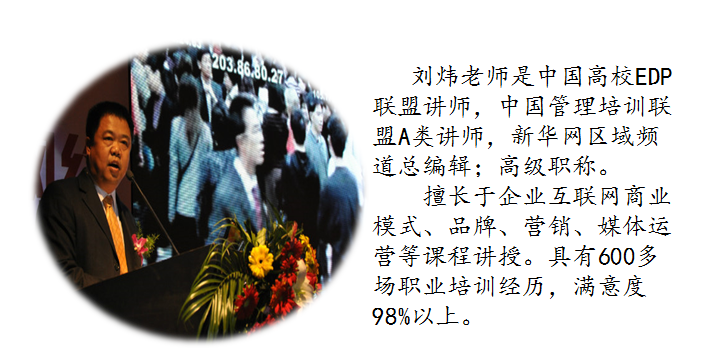 203.86.80.27
刘炜老师是中国高校EDP
联盟讲师，中国管理培训联
盟A类讲师，新华网区域频
道总编辑；高级职称。
擅长于企业互联网商业
模式、品牌、营销、媒体运
营等课程讲授。具有600多
场职业培训经历，满意度
98%以上。